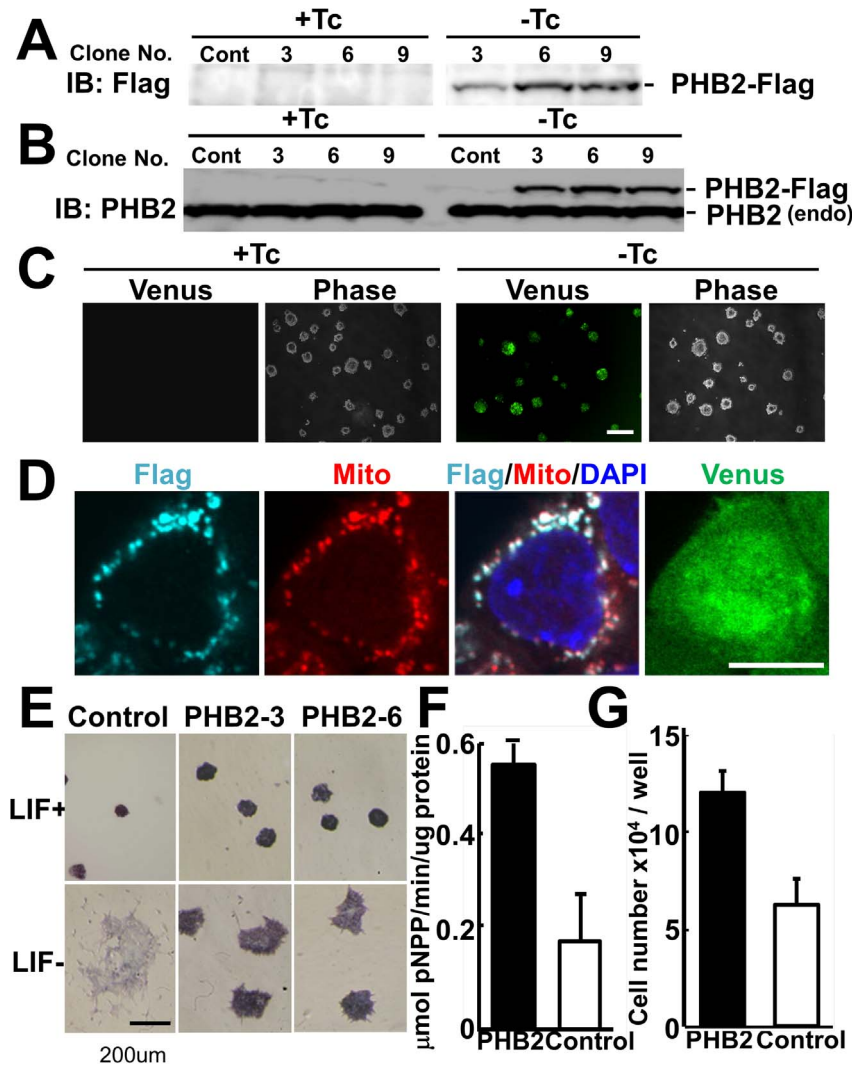 A
+Tc
-Tc
Clone No.
Cont
3
6
9
3
6
9
IB: Flag
- PHB2-Flag
B
+Tc
-Tc
Clone No.
Cont
3
6
9
Cont
3
6
9
IB: PHB2
- PHB2-Flag
- PHB2 (endo)
C
+Tc
-Tc
Venus
Phase
Venus
Phase
D
Flag
Mito
Flag/Mito/DAPI
Venus
E
Control
PHB2-3
PHB2-6
LIF+
LIF-
200um
F
μmol pNPP/min/ug protein
0.6
0.4
0.2
0
PHB2
Control
G
Cell number x10⁴ / well
15
10
5
0
PHB2
Control